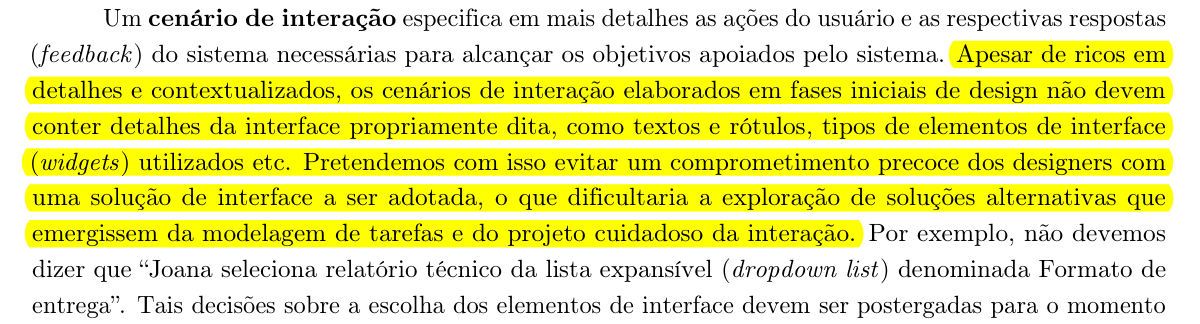 Um cenário de interação especifica em mais detalhes as ações do usuário e as respectivas respostas
(feedback) do sistema necessárias para alcançar os objetivos apoiados pelo sistema. Apesar de ricos em
detalhes e contextualizados, os cenários de interação elaborados em fases iniciais de design não devem
conter detalhes da interface propriamente dita, como textos e rótulos, tipos de elementos de interface
(widgets) utilizados etc. Pretendemos com isso evitar um comprometimento precoce dos designers com
uma solução de interface a ser adotada, o que dificultaria a exploração de soluções alternativas que
emergissem da modelagem de tarefas e do projeto cuidadoso da interação. Por exemplo, não devemos
dizer que “Joana seleciona relatório técnico da lista expansível (dropdown list) denominada Formato de
entrega”. Tais decisões sobre a escolha dos elementos de interface devem ser postergadas para o momento